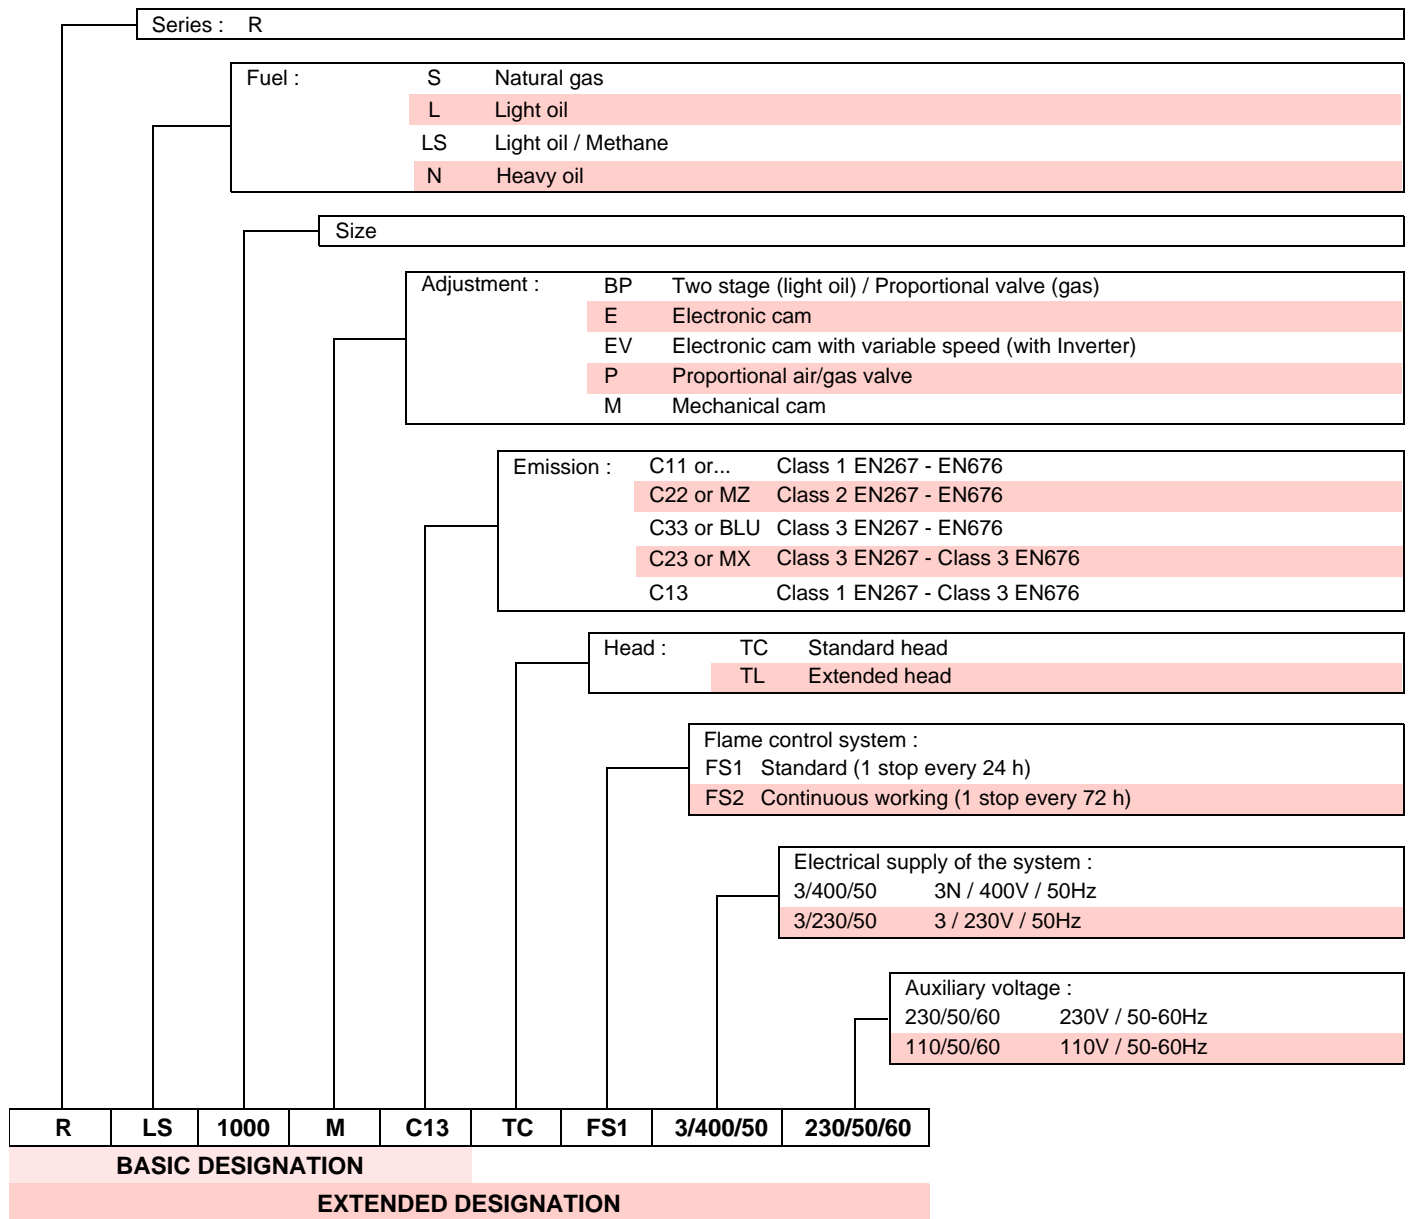 Series : R
Fuel : S Natural gas
L Light oil
LS Light oil / Methane
N Heavy oil
Size
Adjustment : BP Two stage (light oil) / Proportional valve (gas)
E Electronic cam
EV Electronic cam with variable speed (with Inverter)
P Proportional air/gas valve
M Mechanical cam
Emission : C11 or... Class 1 EN267 - EN676
C22 or MZ Class 2 EN267 - EN676
C33 or BLU Class 3 EN267 - EN676
C23 or MX Class 3 EN267 - Class 3 EN676
C13 Class 1 EN267 - Class 3 EN676
Head : TC Standard head
TL Extended head
Flame control system :
FS1 Standard (1 stop every 24 h)
FS2 Continuous working (1 stop every 72 h)
Electrical supply of the system :
3/400/50 3N / 400V / 50Hz
3/230/50 3 / 230V / 50Hz
Auxiliary voltage :
230/50/60 230V / 50-60Hz
110/50/60 110V / 50-60Hz
R LS 1000 M C13 TC FS1 3/400/50 230/50/60
BASIC DESIGNATION
EXTENDED DESIGNATION